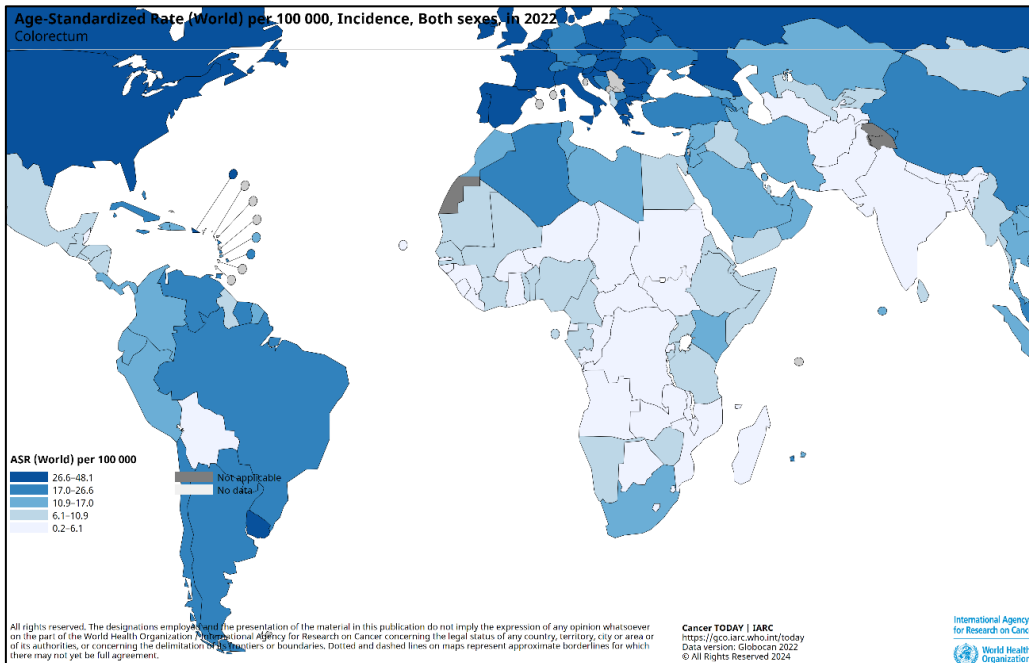 Age-Standardized Rate (World) per 100 000, Incidence, Both sexes, in 2022
Colorectum
ASR (World) per 100 000
26.6–48.1
17.0–26.6
10.9–17.0
6.1–10.9
0.2–6.1
Not applicable
No data
All rights reserved. The designations employed and the presentation of the material in this publication do not imply the expression of any opinion whatsoever
on the part of the World Health Organization / International Agency for Research on Cancer concerning the legal status of any country, territory, city or area or
of its authorities, or concerning the delimitation of its frontiers or boundaries. Dotted and dashed lines on maps represent approximate borderlines for which
there may not yet be full agreement.
Cancer TODAY | IARC
https://gco.iarc.who.int/today
Data version: Globocan 2022
© All Rights Reserved 2024
International Agency
for Research on Canc
World Health
Organization